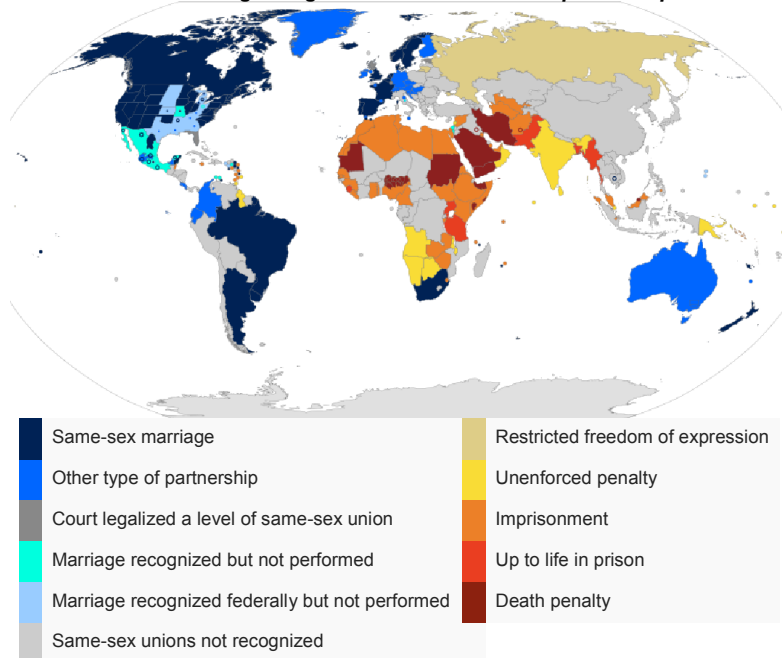 Same-sex marriage
Other type of partnership
Court legalized a level of same-sex union
Marriage recognized but not performed
Marriage recognized federally but not performed
Same-sex unions not recognized
Restricted freedom of expression
Unenforced penalty
Imprisonment
Up to life in prison
Death penalty